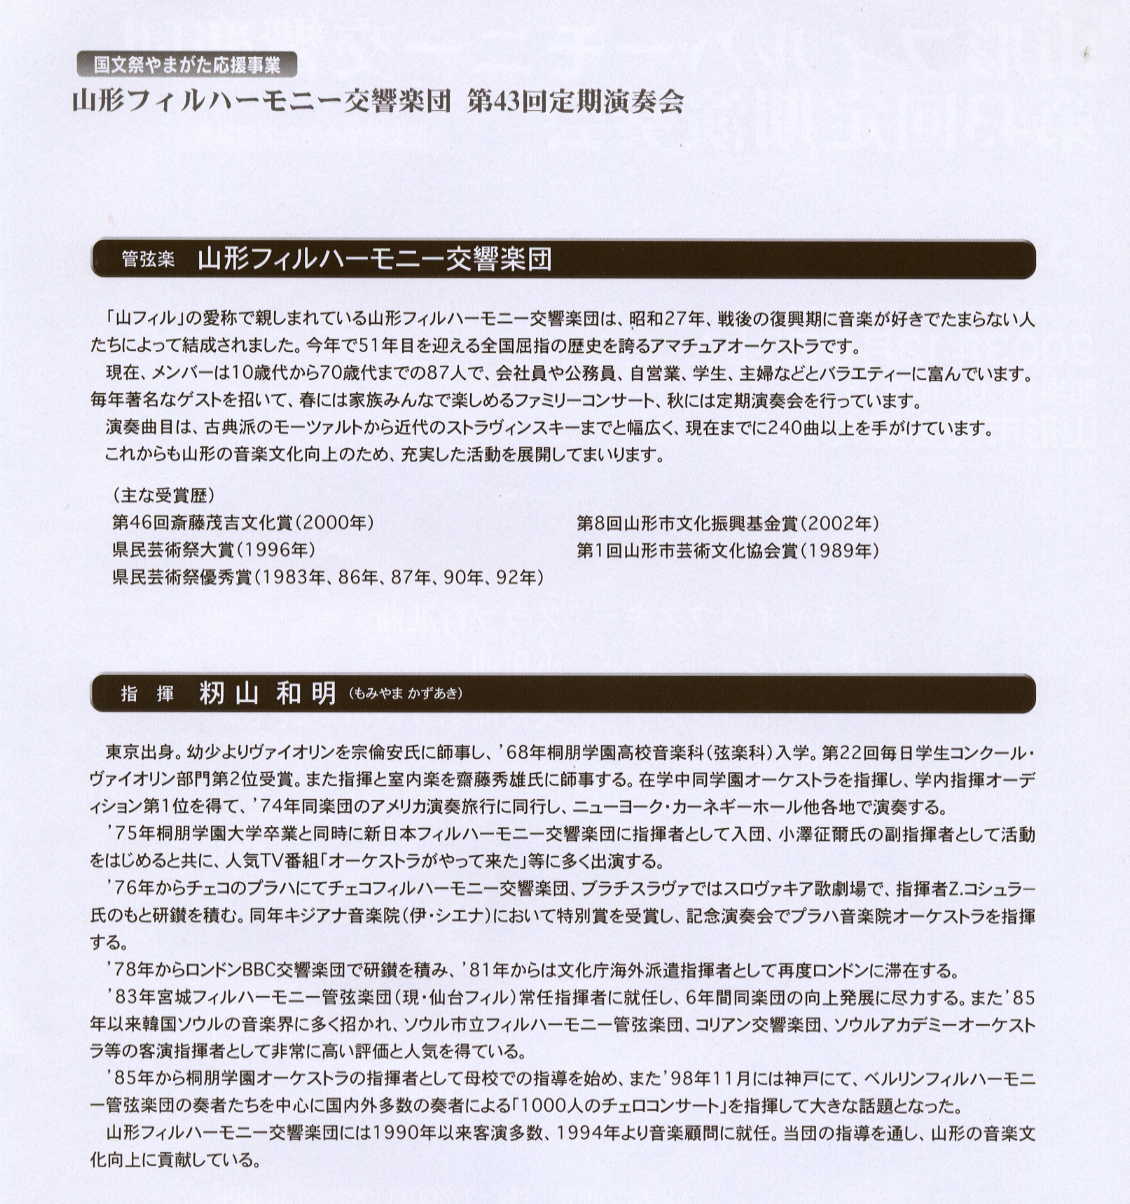 国文祭やまがた応援事業
山形フィルハーモニー交響楽団 第43回定期演奏会
管弦楽 山形フィルハーモニー交響楽団
「山フィル」の愛称で親しまれている山形フィルハーモニー交響楽団は、昭和27年、戦後の復興期に音楽が好きでたまらない人
たちによって結成されました。今年で51年目を迎える全国屈指の歴史を誇るアマチュアオーケストラです。
現在、メンバーは10歳代から70歳代までの87人で、会社員や公務員、自営業、学生、主婦などとバラエティーに富んでいます。
毎年著名なゲストを招いて、春には家族みんなで楽しめるファミリーコンサート、秋には定期演奏会を行っています。
演奏曲目は、古典派のモーツァルトから近代のストラヴィンスキーまでと幅広く、現在までに240曲以上を手がけています。
これからも山形の音楽文化向上のため、充実した活動を展開してまいります。
（主な受賞歴）
第46回斎藤茂吉文化賞（2000年） 第8回山形市文化振興基金賞（2002年）
県民芸術祭大賞（1996年） 第1回山形市芸術文化協会賞（1989年）
県民芸術祭優秀賞（1983年、86年、87年、90年、92年）
指 揮 籾 山 和 明 （もみやま かずあき）
東京出身。幼少よりヴァイオリンを宗倫安氏に師事し、’68年桐朋学園高校音楽科（弦楽科）入学。第22回毎日学生コンクール・
ヴァイオリン部門第2位受賞。また指揮と室内楽を齋藤秀雄氏に師事する。在学中同学園オーケストラを指揮し、学内指揮オーデ
ィション第1位を得て、’74年同楽団のアメリカ演奏旅行に同行し、ニューヨーク・カーネギーホール他各地で演奏する。
’75年桐朋学園大学卒業と同時に新日本フィルハーモニー交響楽団に指揮者として入団、小澤征爾氏の副指揮者として活動
をはじめると共に、人気TV番組「オーケストラがやって来た」等に多く出演する。
’76年からチェコのプラハにてチェコフィルハーモニー交響楽団、ブラチスラヴァではスロヴァキア歌劇場で、指揮者Z.コシュラー
氏のもと研鑽を積む。同年キジアナ音楽院（伊・シエナ）において特別賞を受賞し、記念演奏会でプラハ音楽院オーケストラを指揮
する。
’78年からロンドンBBC交響楽団で研鑽を積み、’81年からは文化庁海外派遣指揮者として再度ロンドンに滞在する。
’83年宮城フィルハーモニー管弦楽団（現・仙台フィル）常任指揮者に就任し、6年間同楽団の向上発展に尽力する。また’85
年以来韓国ソウルの音楽界に多く招かれ、ソウル市立フィルハーモニー管弦楽団、コリアン交響楽団、ソウルアカデミーオーケスト
ラ等の客演指揮者として非常に高い評価と人気を得ている。
’85年から桐朋学園オーケストラの指揮者として母校での指導を始め、また’98年11月には神戸にて、ベルリンフィルハーモニ
ー管弦楽団の奏者たちを中心に国内外多数の奏者による「1000人のチェロコンサート」を指揮して大きな話題となった。
山形フィルハーモニー交響楽団には1990年以来客演多数、1994年より音楽顧問に就任。当団の指導を通し、山形の音楽文
化向上に貢献している。